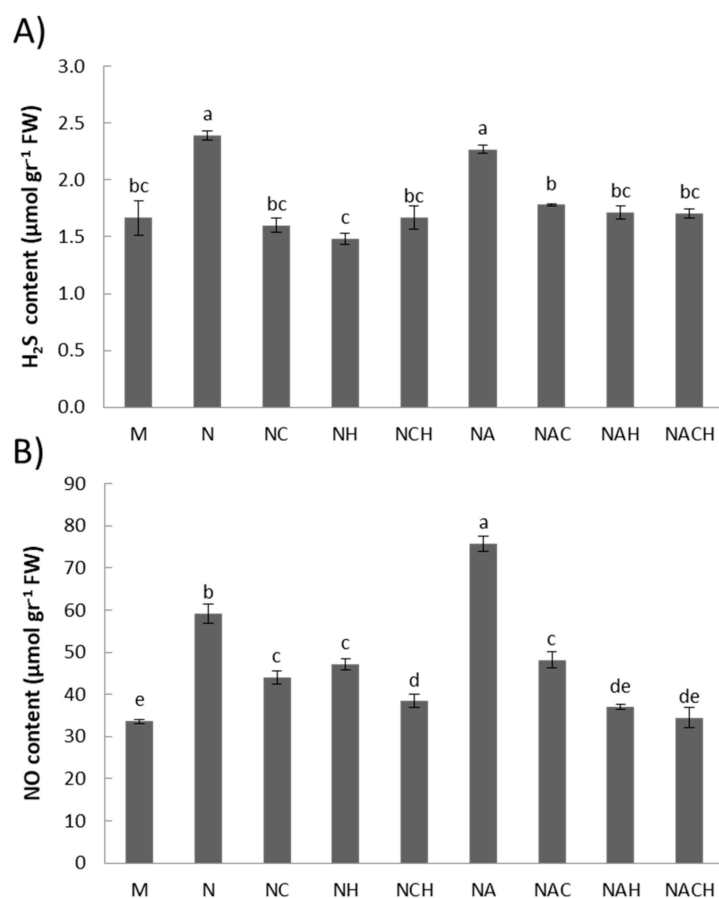 A)
H₂S content (μmol gr⁻¹ FW)
3.0
2.5
2.0
1.5
1.0
0.5
0.0
bc
a
bc
c
bc
a
b
bc
bc
M N NC NH NCH NA NAC NAH NACH
B)
NO content (μmol gr⁻¹ FW)
90
80
70
60
50
40
30
20
10
0
e
b
c
c
d
a
c
de
de
M N NC NH NCH NA NAC NAH NACH